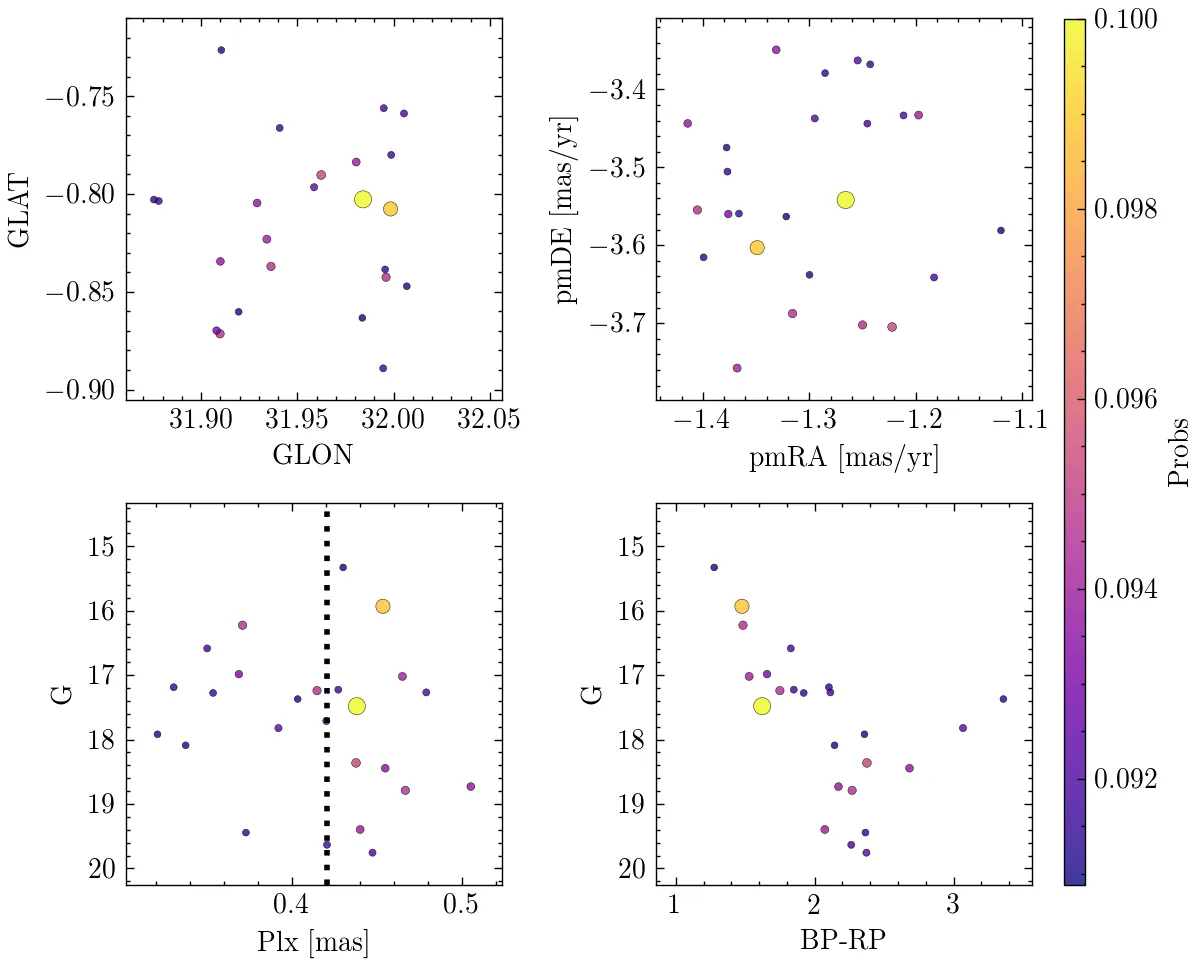 −0.75
−0.80
−0.85
−0.90
GLAT
31.90 31.95 32.00 32.05
GLON
−3.4
−3.5
−3.6
−3.7
pmDE [mas/yr]
−1.4 −1.3 −1.2 −1.1
pmRA [mas/yr]
15
16
17
18
19
20
G
0.4 0.5
Plx [mas]
15
16
17
18
19
20
G
1 2 3
BP-RP
0.100
0.098
0.096
0.094
0.092
Probs